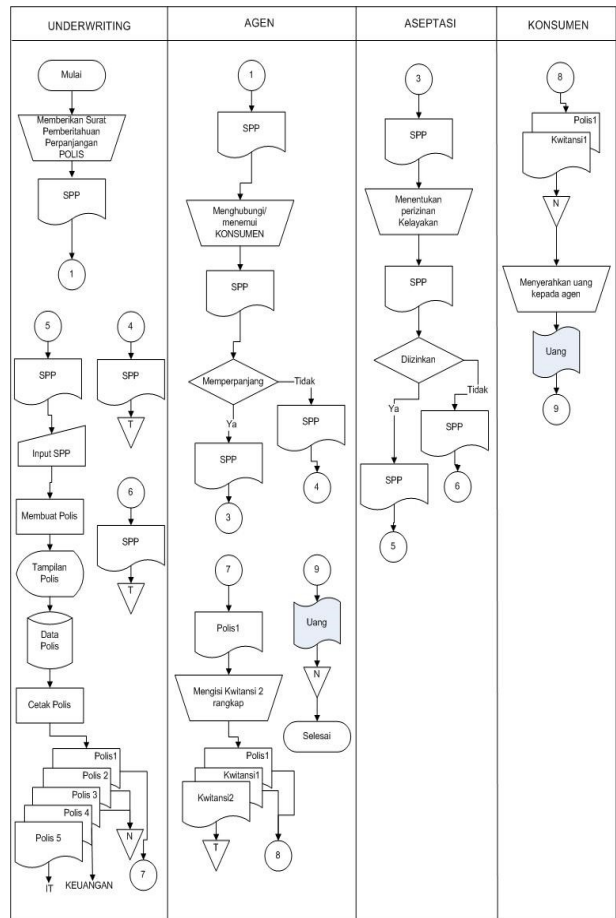 UNDERWRITING
Mulai
Memberikan Surat
Pemberitahuan
Perpanjangan
POLIS
SPP
1
5
4
SPP
SPP
T
Input SPP
6
Membuat Polis
SPP
T
Tampilan
Polis
Data
Polis
Cetak Polis
Polis1
Polis 2
Polis 3
Polis 4
Polis 5
N
7
IT
KEUANGAN
AGEN
1
SPP
Menghubungi/
menemui
KONSUMEN
SPP
Memperpanjang
Tidak
Ya
SPP
SPP
4
3
7
9
Polis1
Uang
N
Mengisi Kwitansi 2
rangkap
Selesai
Polis1
Kwitansi1
Kwitansi2
T
8
ASEPTASI
3
SPP
Menentukan
perizinan
Kelayakan
SPP
Diizinkan
Tidak
Ya
SPP
SPP
6
5
KONSUMEN
8
Polis1
Kwitansi1
N
Menyerahkan uang
kepada agen
Uang
9